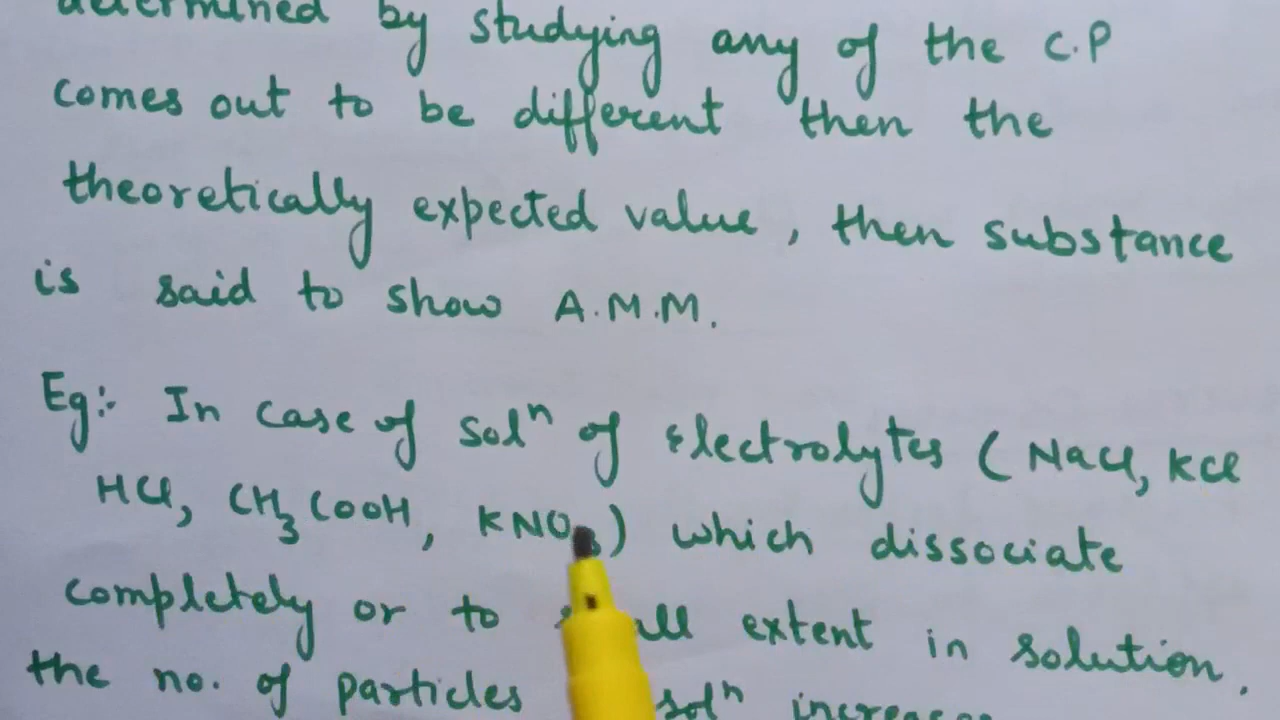 determined by studying any of the C.P
comes out to be different then the
theoretically expected value, then substance
is said to show A.M.M.
Eg:- In case of solⁿ of Electrolytes (NaCl, KCl
HCl, CH₃COOH, KNO₃) which dissociate
completely or to extent in solution.
the no. of particles solⁿ increases